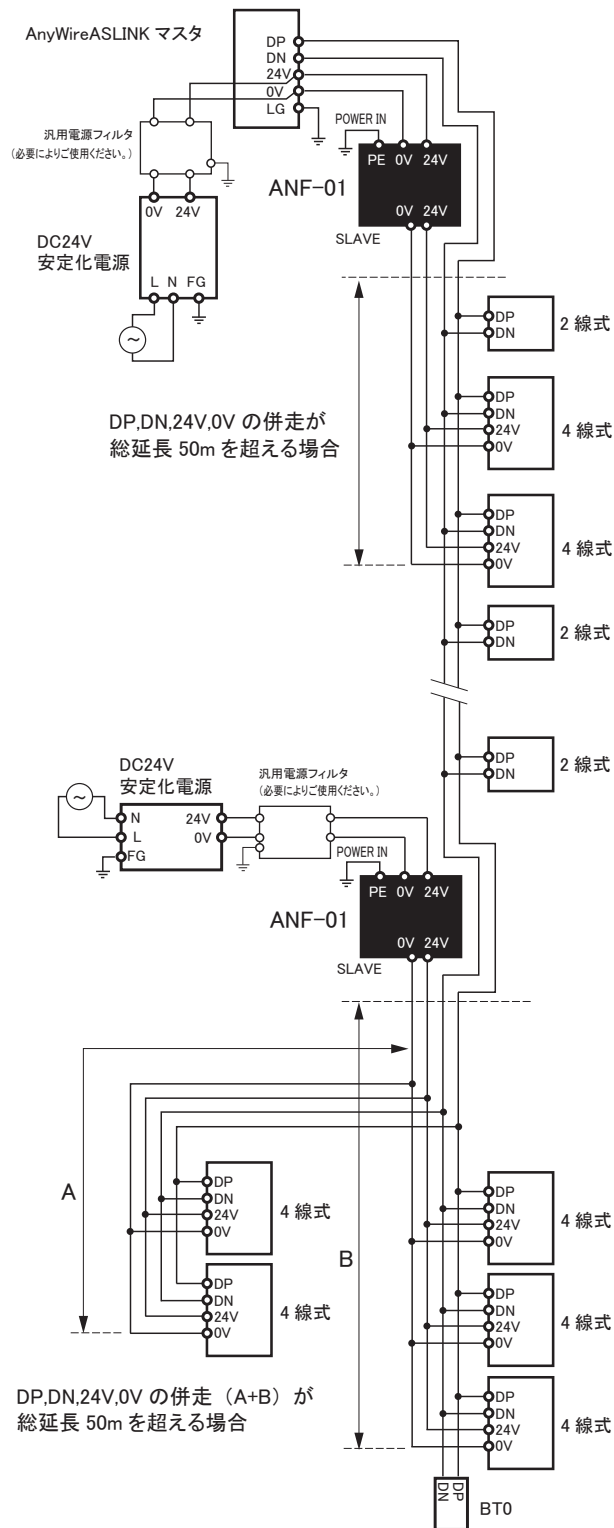 AnyWireASLINK マスタ
DP
DN
24V
0V
LG
汎用電源フィルタ
(必要によりご使用ください。)
POWER IN
PE 0V 24V
ANF-01
0V 24V
SLAVE
0V 24V
DC24V
安定化電源
L N FG
DP
DN
2 線式
DP,DN,24V,0V の併走が
総延長 50m を超える場合
DP
DN
24V
0V
4 線式
DP
DN
24V
0V
4 線式
DP
DN
2 線式
DP
DN
2 線式
DC24V
安定化電源
N
L
FG
24V
0V
汎用電源フィルタ
(必要によりご使用ください。)
POWER IN
PE 0V 24V
ANF-01
0V 24V
SLAVE
A
B
DP
DN
24V
0V
4 線式
DP
DN
24V
0V
4 線式
DP
DN
24V
0V
4 線式
DP
DN
24V
0V
4 線式
DP
DN
24V
0V
4 線式
DP,DN,24V,0V の併走（A+B）が
総延長 50m を超える場合
DN
DP
BT0